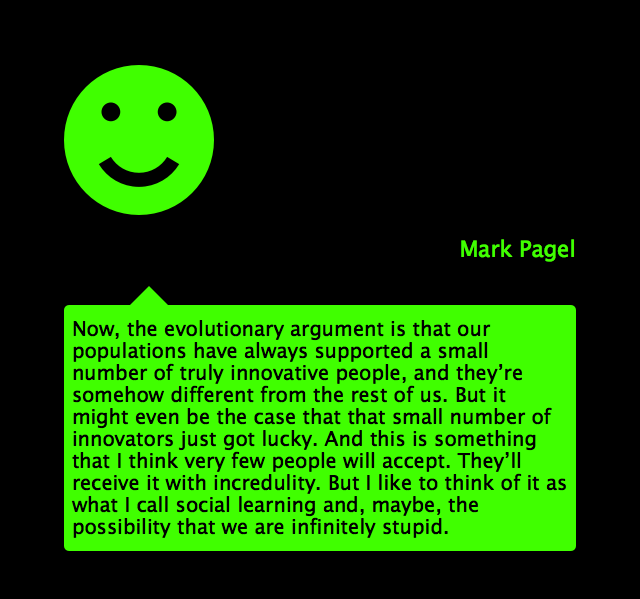 Mark Pagel
Now, the evolutionary argument is that our
populations have always supported a small
number of truly innovative people, and they’re
somehow different from the rest of us. But it
might even be the case that that small number of
innovators just got lucky. And this is something
that I think very few people will accept. They’ll
receive it with incredulity. But I like to think of it as
what I call social learning and, maybe, the
possibility that we are infinitely stupid.